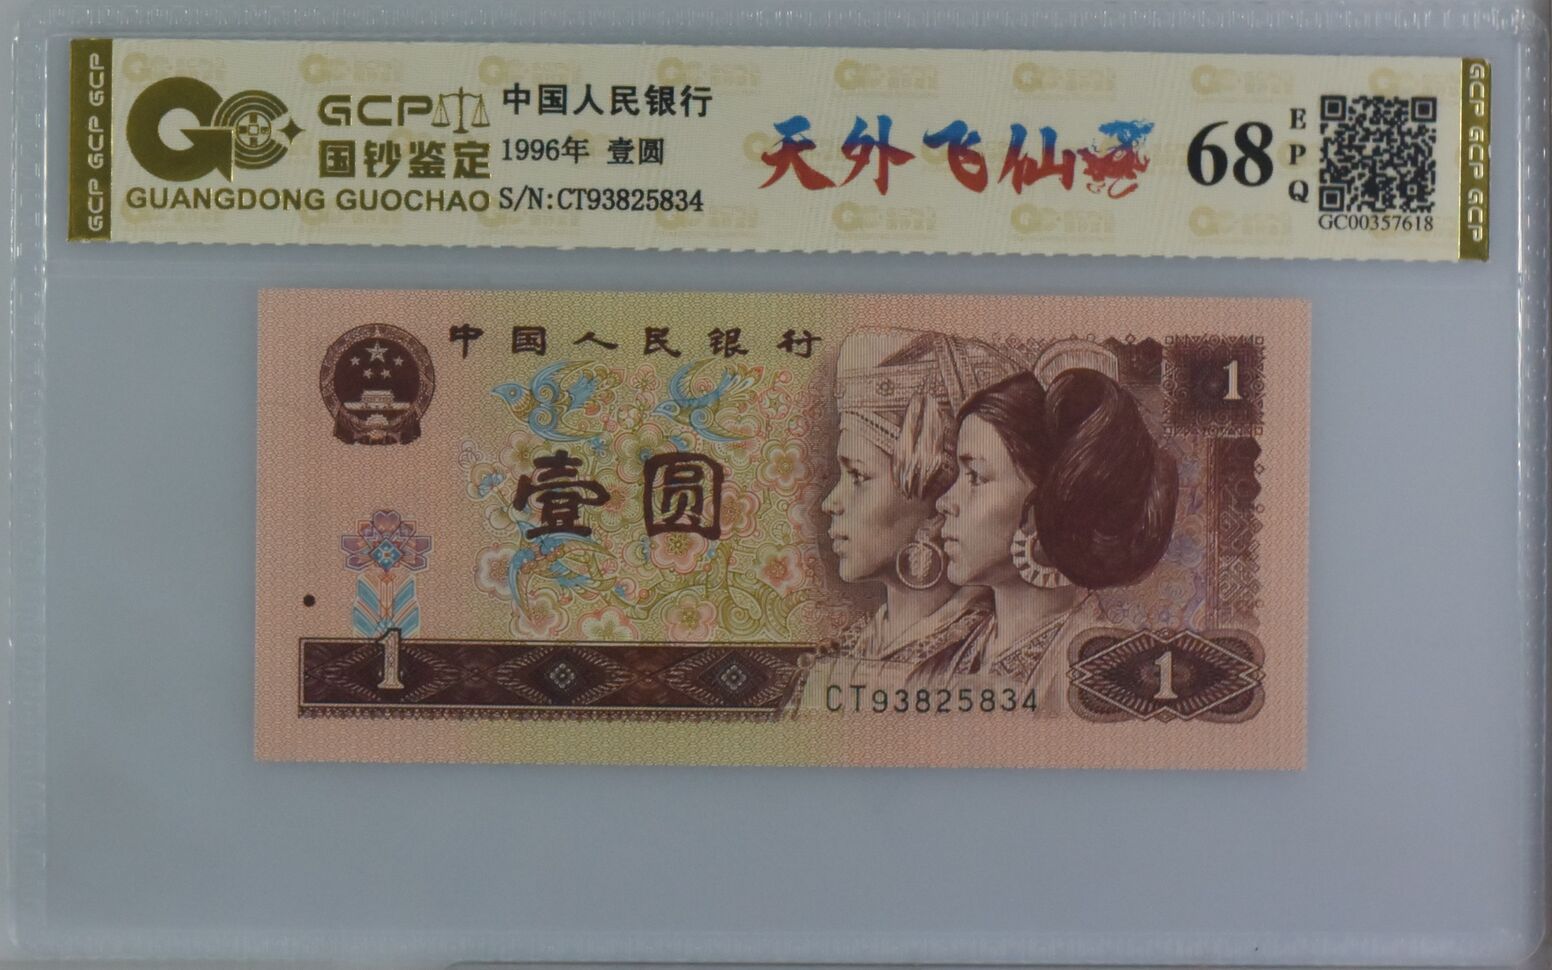 GCP GCP GCP
GCP
国钞鉴定
GUANGDONG GUOCHAO
中国人民银行
1996年 壹圆
S/N:CT93825834
天外飞仙
68
EPQ
GC00357618
GCP GCP GCP
中国人民银行
1
壹圆
1
CT93825834
1